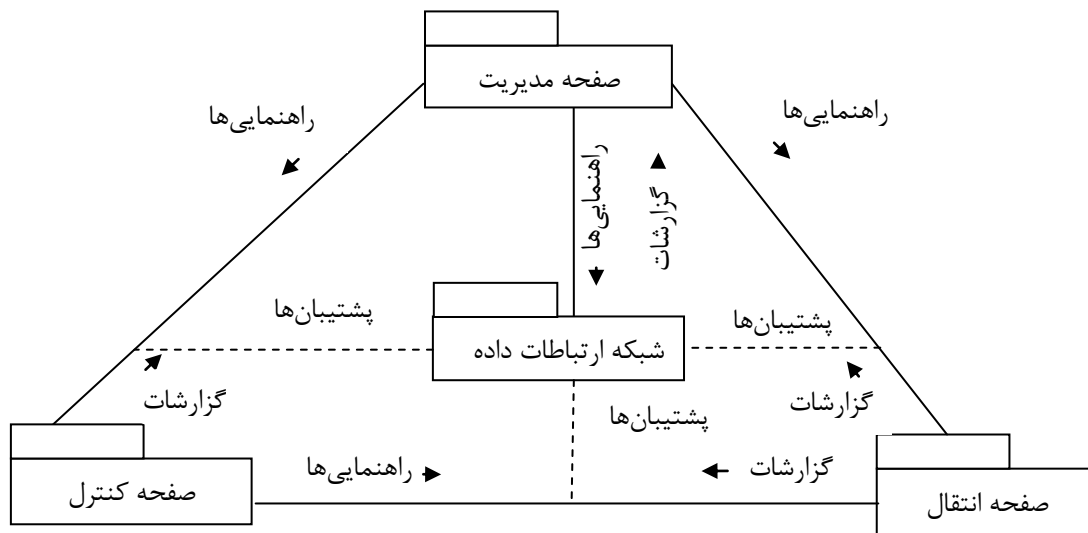 صفحه مدیریت
راهنمایی‌ها
راهنمایی‌ها
راهنمایی‌ها
گزارشات
پشتیبان‌ها
پشتیبان‌ها
شبکه ارتباطات داده
گزارشات
گزارشات
پشتیبان‌ها
راهنمایی‌ها
گزارشات
صفحه کنترل
صفحه انتقال